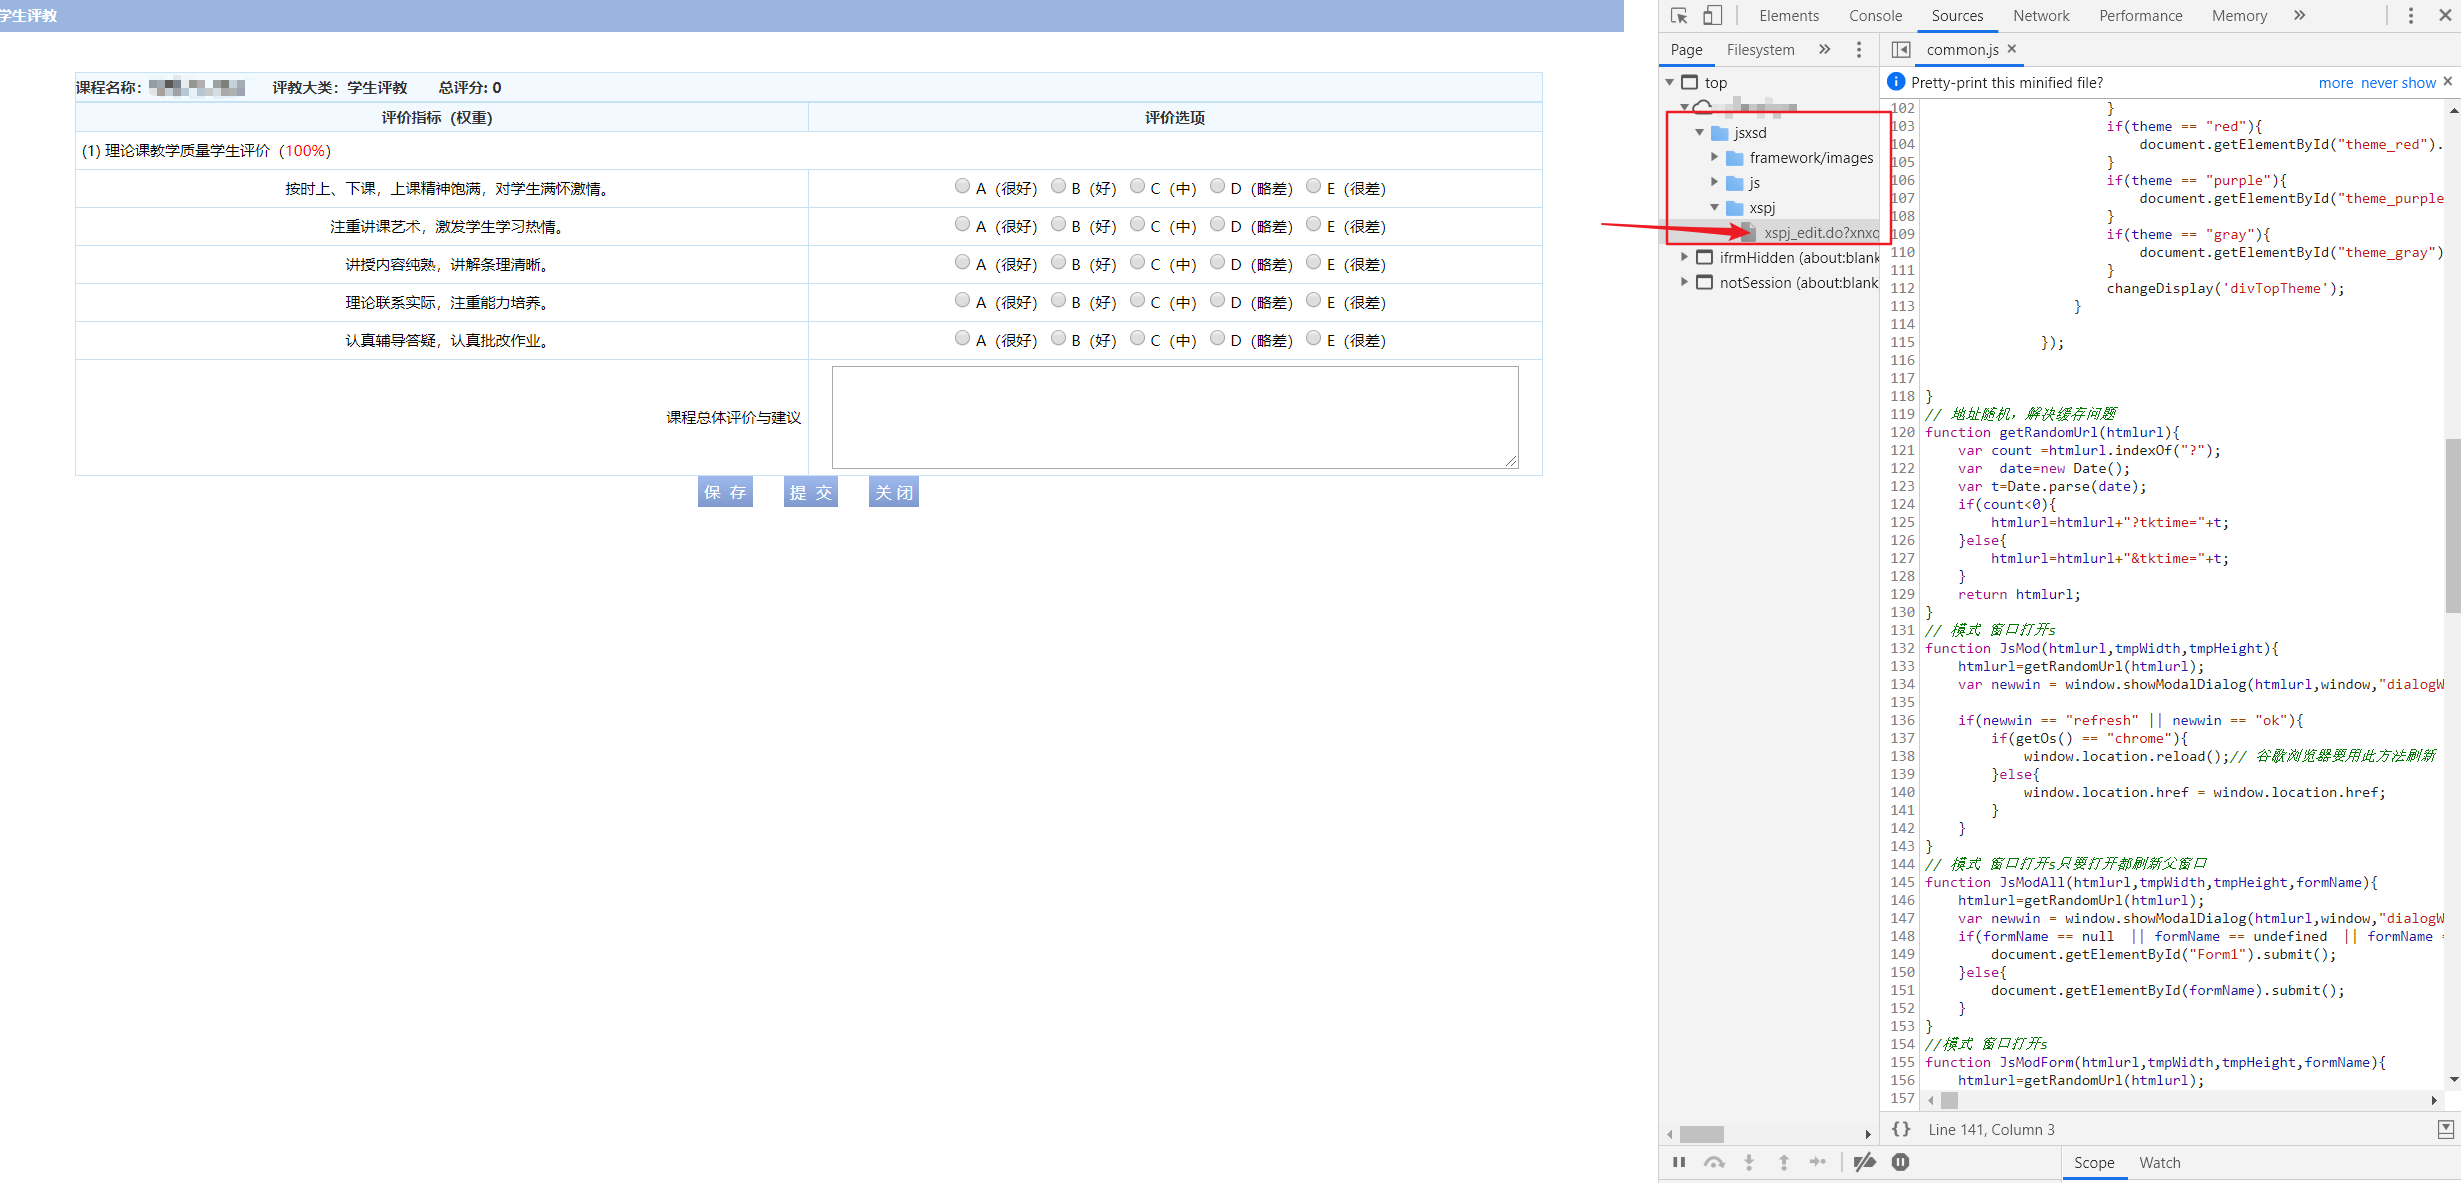 学生评教
课程名称： 评教大类：学生评教 总评分: 0
评价指标（权重） 评价选项
(1) 理论课教学质量学生评价（100%）
按时上、下课，上课精神饱满，对学生满怀激情。 A（很好） B（好） C（中） D（略差） E（很差）
注重讲课艺术，激发学生学习热情。 A（很好） B（好） C（中） D（略差） E（很差）
讲授内容纯熟，讲解条理清晰。 A（很好） B（好） C（中） D（略差） E（很差）
理论联系实际，注重能力培养。 A（很好） B（好） C（中） D（略差） E（很差）
认真辅导答疑，认真批改作业。 A（很好） B（好） C（中） D（略差） E（很差）
课程总体评价与建议
保 存 提 交 关 闭
Elements Console Sources Network Performance Memory »
Page Filesystem »
top
jsxsd
framework/images
js
xspj
xspj_edit.do?xnxq
ifrmHidden (about:blank
notSession (about:blank
common.js ×
Pretty-print this minified file? more never show ×
102 }
103 if(theme == "red"){
104 document.getElementById("theme_red").
105 }
106 if(theme == "purple"){
107 document.getElementById("theme_purple
108 }
109 if(theme == "gray"){
110 document.getElementById("theme_gray")
111 }
112 changeDisplay('divTopTheme');
113 }
114
115 });
116
117
118 }
119 // 地址随机，解决缓存问题
120 function getRandomUrl(htmlurl){
121 var count =htmlurl.indexOf("?");
122 var  date=new Date();
123 var t=Date.parse(date);
124 if(count<0){
125 htmlurl=htmlurl+"?tktime="+t;
126 }else{
127 htmlurl=htmlurl+"&tktime="+t;
128 }
129 return htmlurl;
130 }
131 // 模式 窗口打开s
132 function JsMod(htmlurl,tmpWidth,tmpHeight){
133 htmlurl=getRandomUrl(htmlurl);
134 var newwin = window.showModalDialog(htmlurl,window,"dialogW
135
136 if(newwin == "refresh" || newwin == "ok"){
137 if(getOs() == "chrome"){
138 window.location.reload();// 谷歌浏览器要用此方法刷新
139 }else{
140 window.location.href = window.location.href;
141 }
142 }
143 }
144 // 模式 窗口打开s只要打开都刷新父窗口
145 function JsModAll(htmlurl,tmpWidth,tmpHeight,formName){
146 htmlurl=getRandomUrl(htmlurl);
147 var newwin = window.showModalDialog(htmlurl,window,"dialogW
148 if(formName == null  || formName == undefined  || formName =
149 document.getElementById("Form1").submit();
150 }else{
151 document.getElementById(formName).submit();
152 }
153 }
154 //模式 窗口打开s
155 function JsModForm(htmlurl,tmpWidth,tmpHeight,formName){
156 htmlurl=getRandomUrl(htmlurl);
157
{} Line 141, Column 3
Scope Watch